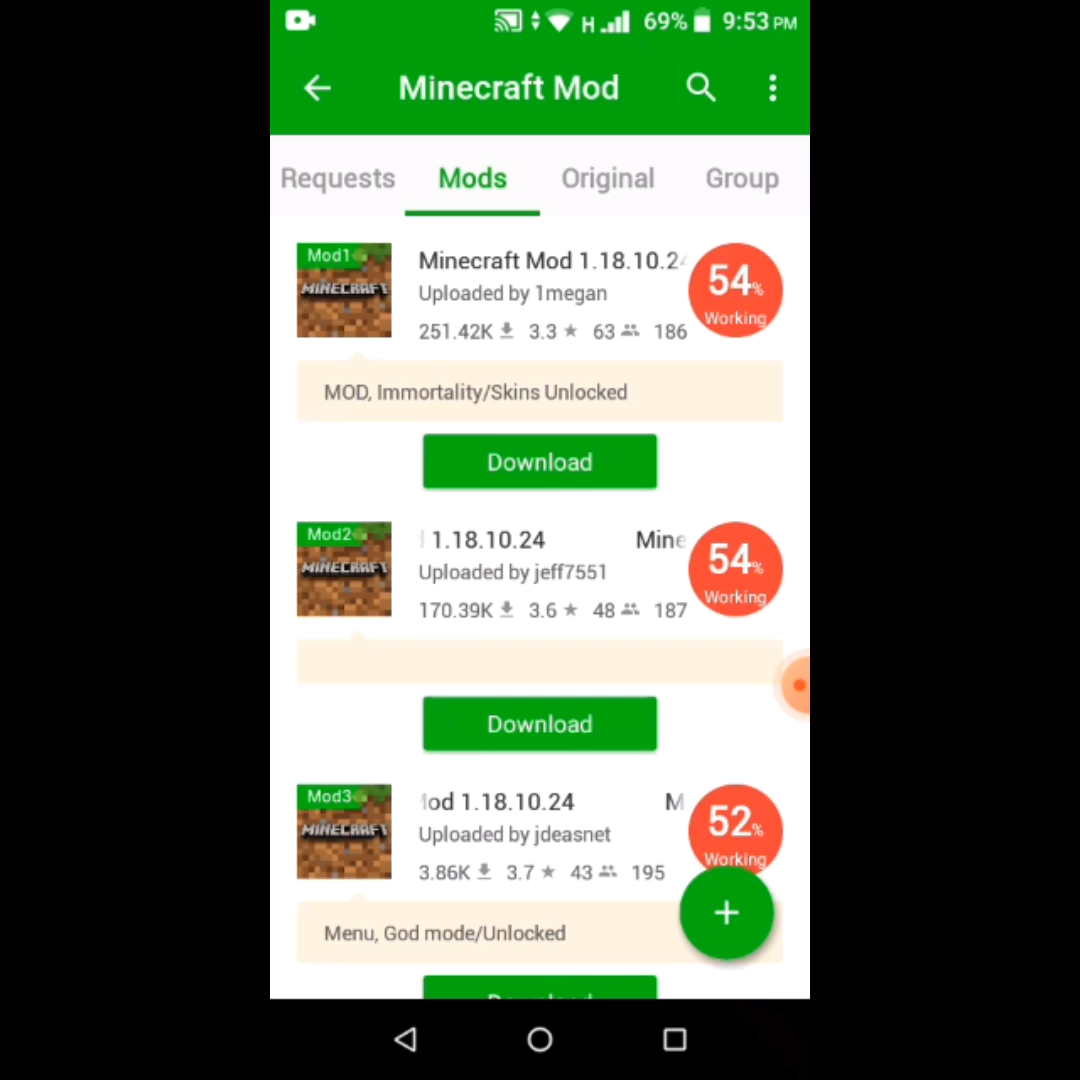 H 69% 9:53 PM
Minecraft Mod
Requests Mods Original Group
Mod1
MINECRAFT
Minecraft Mod 1.18.10.24
Uploaded by 1megan
251.42K 3.3 63 186
54%
Working
MOD, Immortality/Skins Unlocked
Download
Mod2
MINECRAFT
1.18.10.24 Mine
Uploaded by jeff7551
170.39K 3.6 48 187
54%
Working
Download
Mod3
MINECRAFT
Mod 1.18.10.24 M
Uploaded by jdeasnet
3.86K 3.7 43 195
52%
Working
Menu, God mode/Unlocked
+